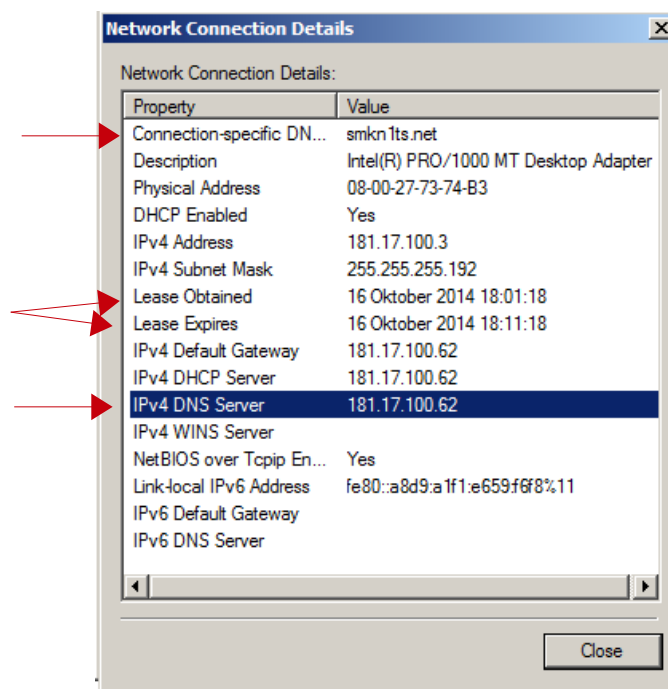 Network Connection Details
Network Connection Details:
Property Value
Connection-specific DN... smkn1ts.net
Description Intel(R) PRO/1000 MT Desktop Adapter
Physical Address 08-00-27-73-74-B3
DHCP Enabled Yes
IPv4 Address 181.17.100.3
IPv4 Subnet Mask 255.255.255.192
Lease Obtained 16 Oktober 2014 18:01:18
Lease Expires 16 Oktober 2014 18:11:18
IPv4 Default Gateway 181.17.100.62
IPv4 DHCP Server 181.17.100.62
IPv4 DNS Server 181.17.100.62
IPv4 WINS Server
NetBIOS over Tcpip En... Yes
Link-local IPv6 Address fe80::a8d9:a1f1:e659:f6f8%11
IPv6 Default Gateway
IPv6 DNS Server
Close